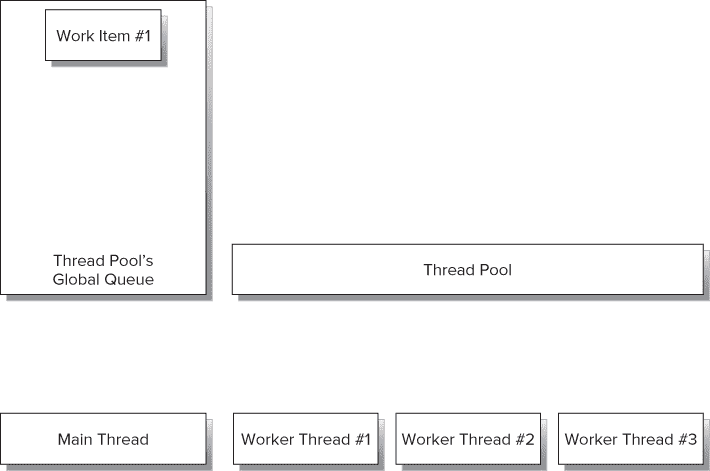 Work Item #1
Thread Pool's
Global Queue
Thread Pool
Main Thread
Worker Thread #1
Worker Thread #2
Worker Thread #3